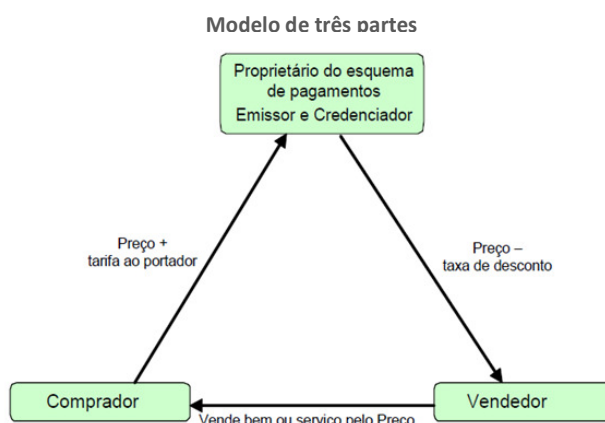 Modelo de três partes
Proprietário do esquema
de pagamentos
Emissor e Credenciador
Preço +
tarifa ao portador
Preço –
taxa de desconto
Comprador
Vendedor
Vende bem ou serviço pelo Preço